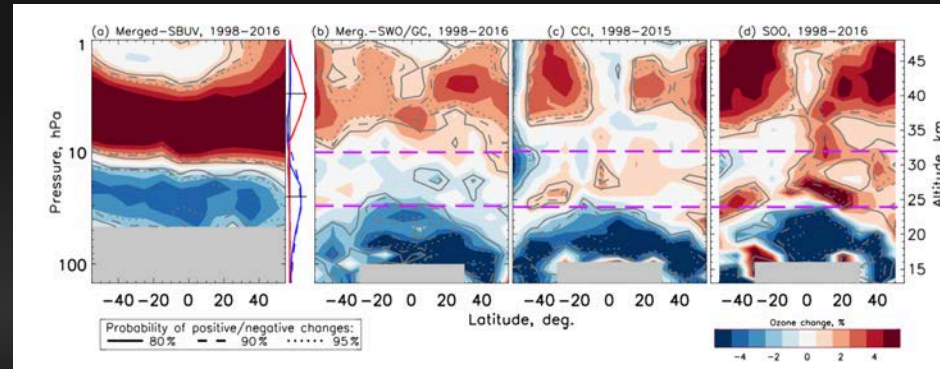 (a) Merged-SBUV, 1998-2016
(b) Merg.-SWO/GC, 1998-2016
(c) CCI, 1998-2015
(d) SOO, 1998-2016
Pressure, hPa
1
10
100
Altitude, km
45
40
35
30
25
20
15
-40 -20 0 20 40
-40 -20 0 20 40
-40 -20 0 20 40
-40 -20 0 20 40
Latitude, deg.
Probability of positive/negative changes:
80% 90% 95%
Ozone change, %
-4 -2 0 2 4